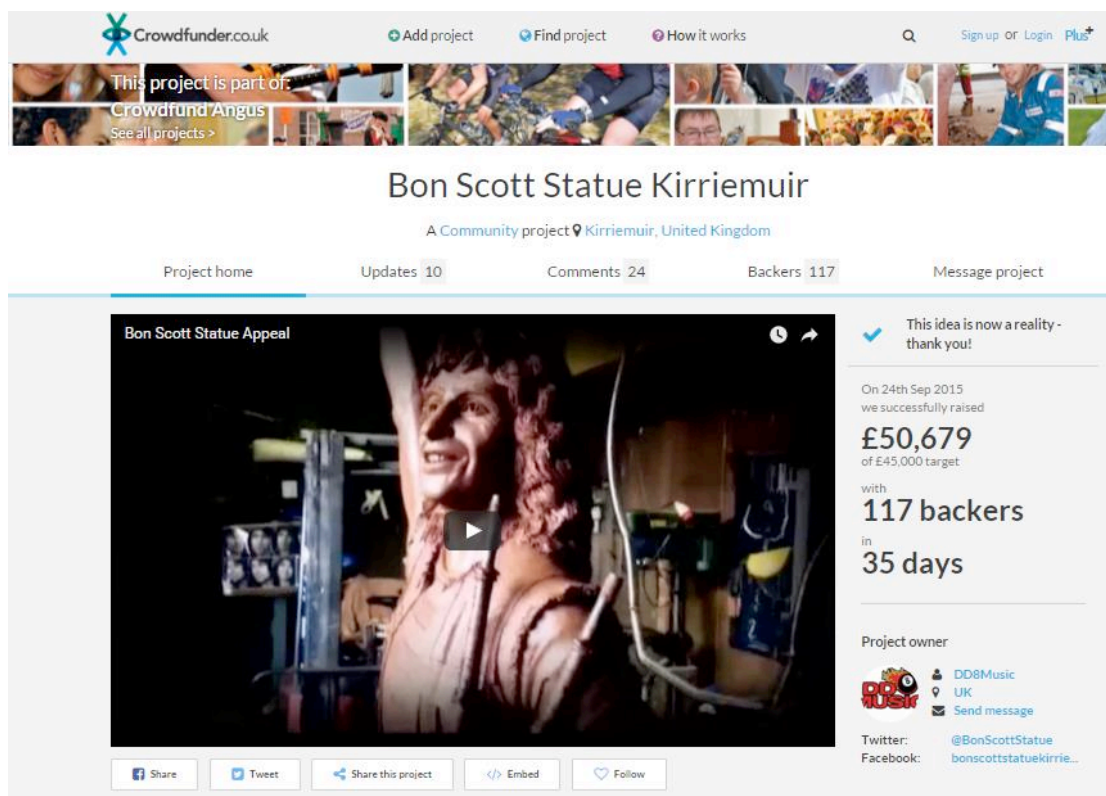 Crowdfunder.co.uk
Add project
Find project
How it works
Sign up or Login Plus+
This project is part of:
Crowdfund Angus
See all projects >
Bon Scott Statue Kirriemuir
A Community project Kirriemuir, United Kingdom
Project home
Updates 10
Comments 24
Backers 117
Message project
Bon Scott Statue Appeal
This idea is now a reality -
thank you!
On 24th Sep 2015
we successfully raised
£50,679
of £45,000 target
with
117 backers
in
35 days
Project owner
DD8 MUSIC
DD8Music
UK
Send message
Twitter: @BonScottStatue
Facebook: bonscottstatuekirrie...
Share
Tweet
Share this project
</> Embed
Follow